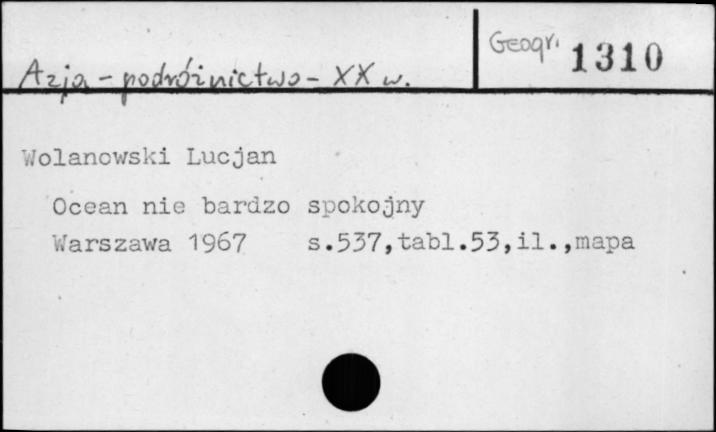 Geogr. 1310
Azja - podróżnictwo - XX w.
Wolanowski Lucjan
Ocean nie bardzo spokojny
Warszawa 1967 s.537,tabl.53,il.,mapa